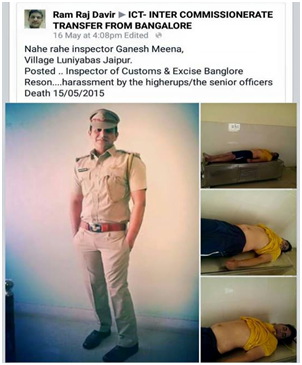 Ram Raj Davir ▶ ICT- INTER COMMISSIONERATE
TRANSFER FROM BANGALORE
16 May at 4:08pm Edited
Nahe rahe inspector Ganesh Meena,
Village Luniyabas Jaipur.
Posted .. Inspector of Customs & Excise Banglore
Reson....harassment by the higherups/the senior officers
Death 15/05/2015